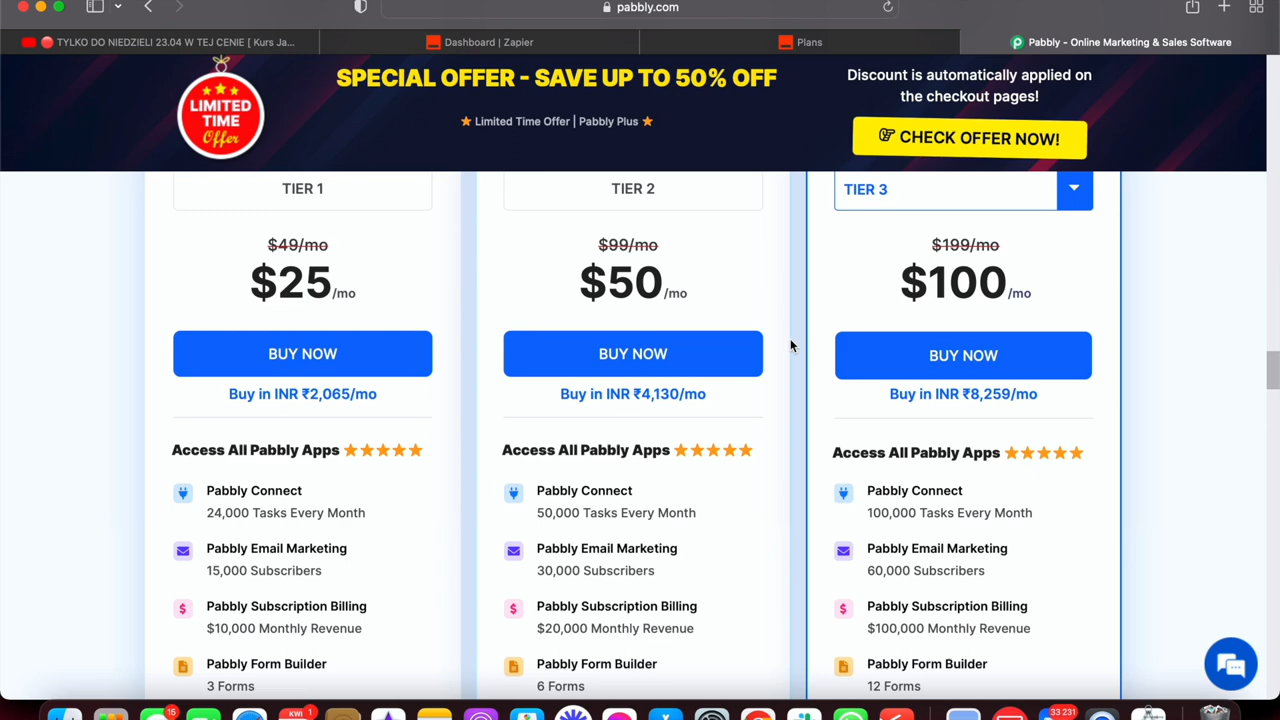 pabbly.com
TYLKO DO NIEDZIELI 23.04 W TEJ CENIE [ Kurs Ja...
Dashboard | Zapier
Plans
Pabbly - Online Marketing & Sales Software
LIMITED
TIME
Offer
SPECIAL OFFER - SAVE UP TO 50% OFF
Limited Time Offer | Pabbly Plus
Discount is automatically applied on
the checkout pages!
CHECK OFFER NOW!
TIER 1
$49/mo
$25/mo
BUY NOW
Buy in INR ₹2,065/mo
Access All Pabbly Apps
Pabbly Connect
24,000 Tasks Every Month
Pabbly Email Marketing
15,000 Subscribers
Pabbly Subscription Billing
$10,000 Monthly Revenue
Pabbly Form Builder
3 Forms
TIER 2
$99/mo
$50/mo
BUY NOW
Buy in INR ₹4,130/mo
Access All Pabbly Apps
Pabbly Connect
50,000 Tasks Every Month
Pabbly Email Marketing
30,000 Subscribers
Pabbly Subscription Billing
$20,000 Monthly Revenue
Pabbly Form Builder
6 Forms
TIER 3
$199/mo
$100/mo
BUY NOW
Buy in INR ₹8,259/mo
Access All Pabbly Apps
Pabbly Connect
100,000 Tasks Every Month
Pabbly Email Marketing
60,000 Subscribers
Pabbly Subscription Billing
$100,000 Monthly Revenue
Pabbly Form Builder
12 Forms
15
KWI
1
33 231